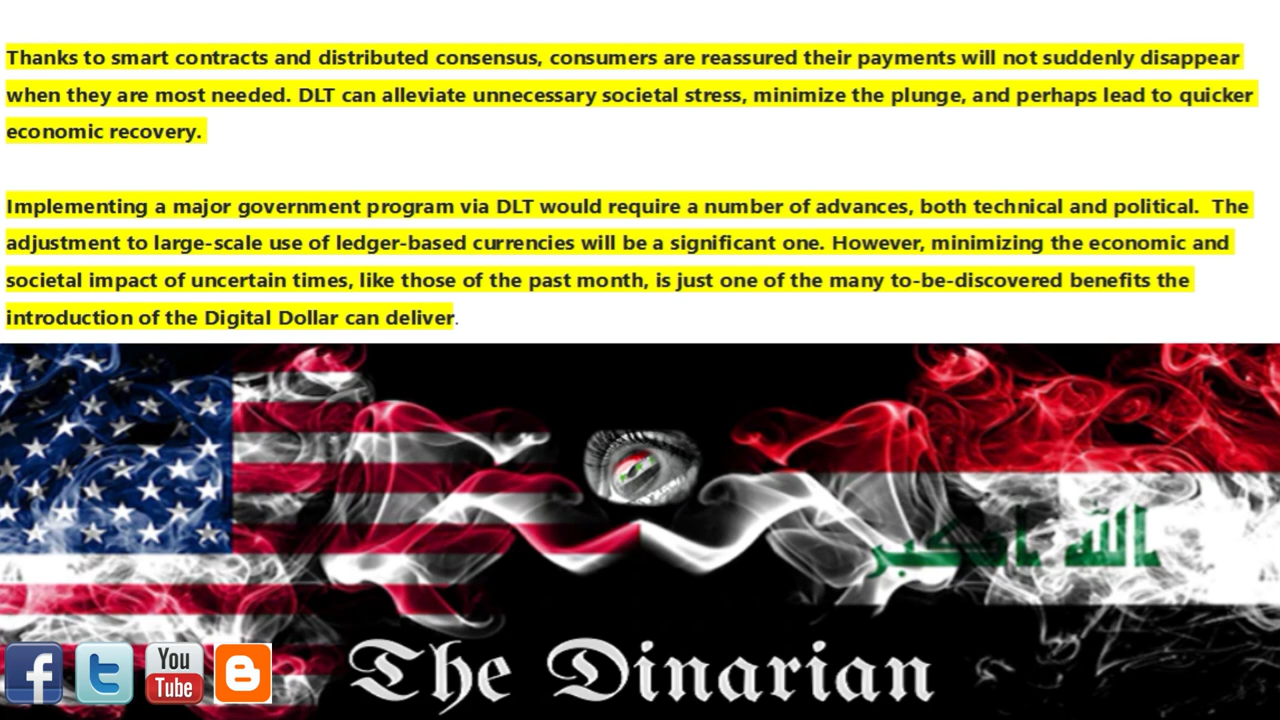 Thanks to smart contracts and distributed consensus, consumers are reassured their payments will not suddenly disappear
when they are most needed. DLT can alleviate unnecessary societal stress, minimize the plunge, and perhaps lead to quicker
economic recovery.
Implementing a major government program via DLT would require a number of advances, both technical and political.  The
adjustment to large-scale use of ledger-based currencies will be a significant one. However, minimizing the economic and
societal impact of uncertain times, like those of the past month, is just one of the many to-be-discovered benefits the
introduction of the Digital Dollar can deliver.
الله اكبر
You
Tube
The Dinarian